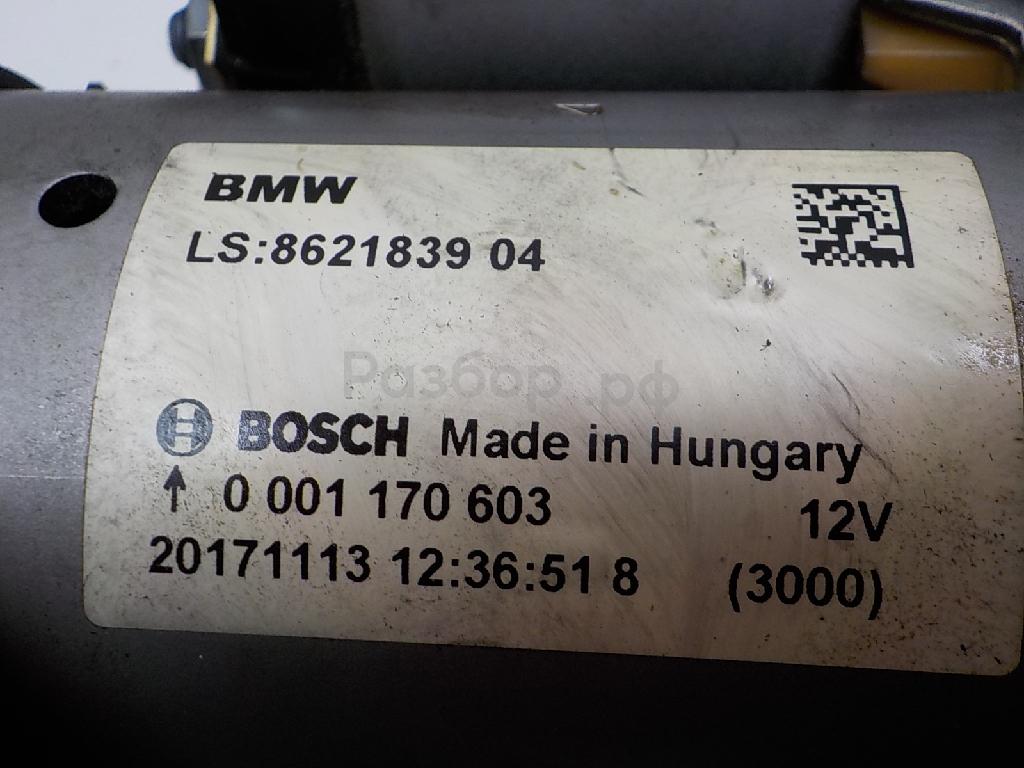 BMW
LS:8621839 04
Разбор.рф
BOSCH Made in Hungary
0 001 170 603 12V
20171113 12:36:51 8 (3000)